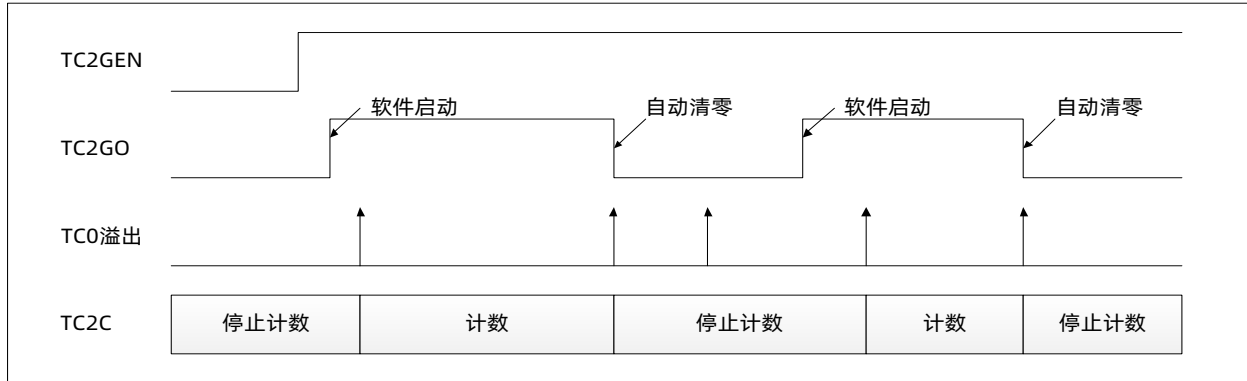 TC2GEN
软件启动 自动清零 软件启动 自动清零
TC2GO
TC0溢出
TC2C 停止计数 计数 停止计数 计数 停止计数